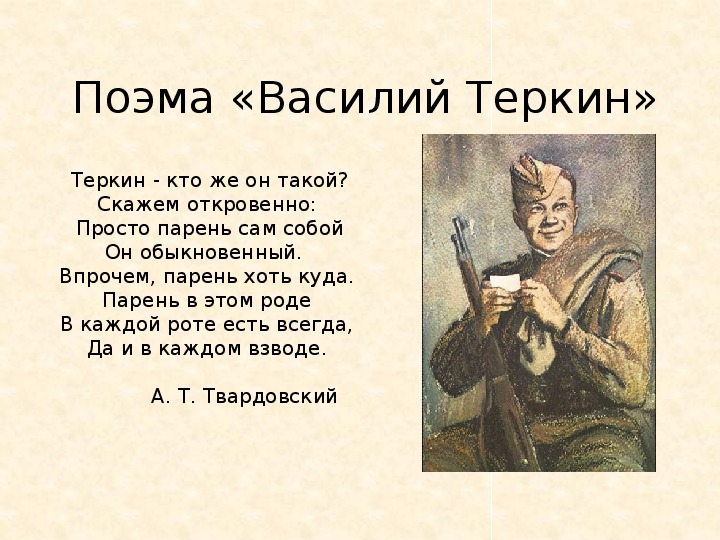 Поэма «Василий Теркин»
Теркин - кто же он такой?
Скажем откровенно:
Просто парень сам собой
Он обыкновенный.
Впрочем, парень хоть куда.
Парень в этом роде
В каждой роте есть всегда,
Да и в каждом взводе.
А. Т. Твардовский